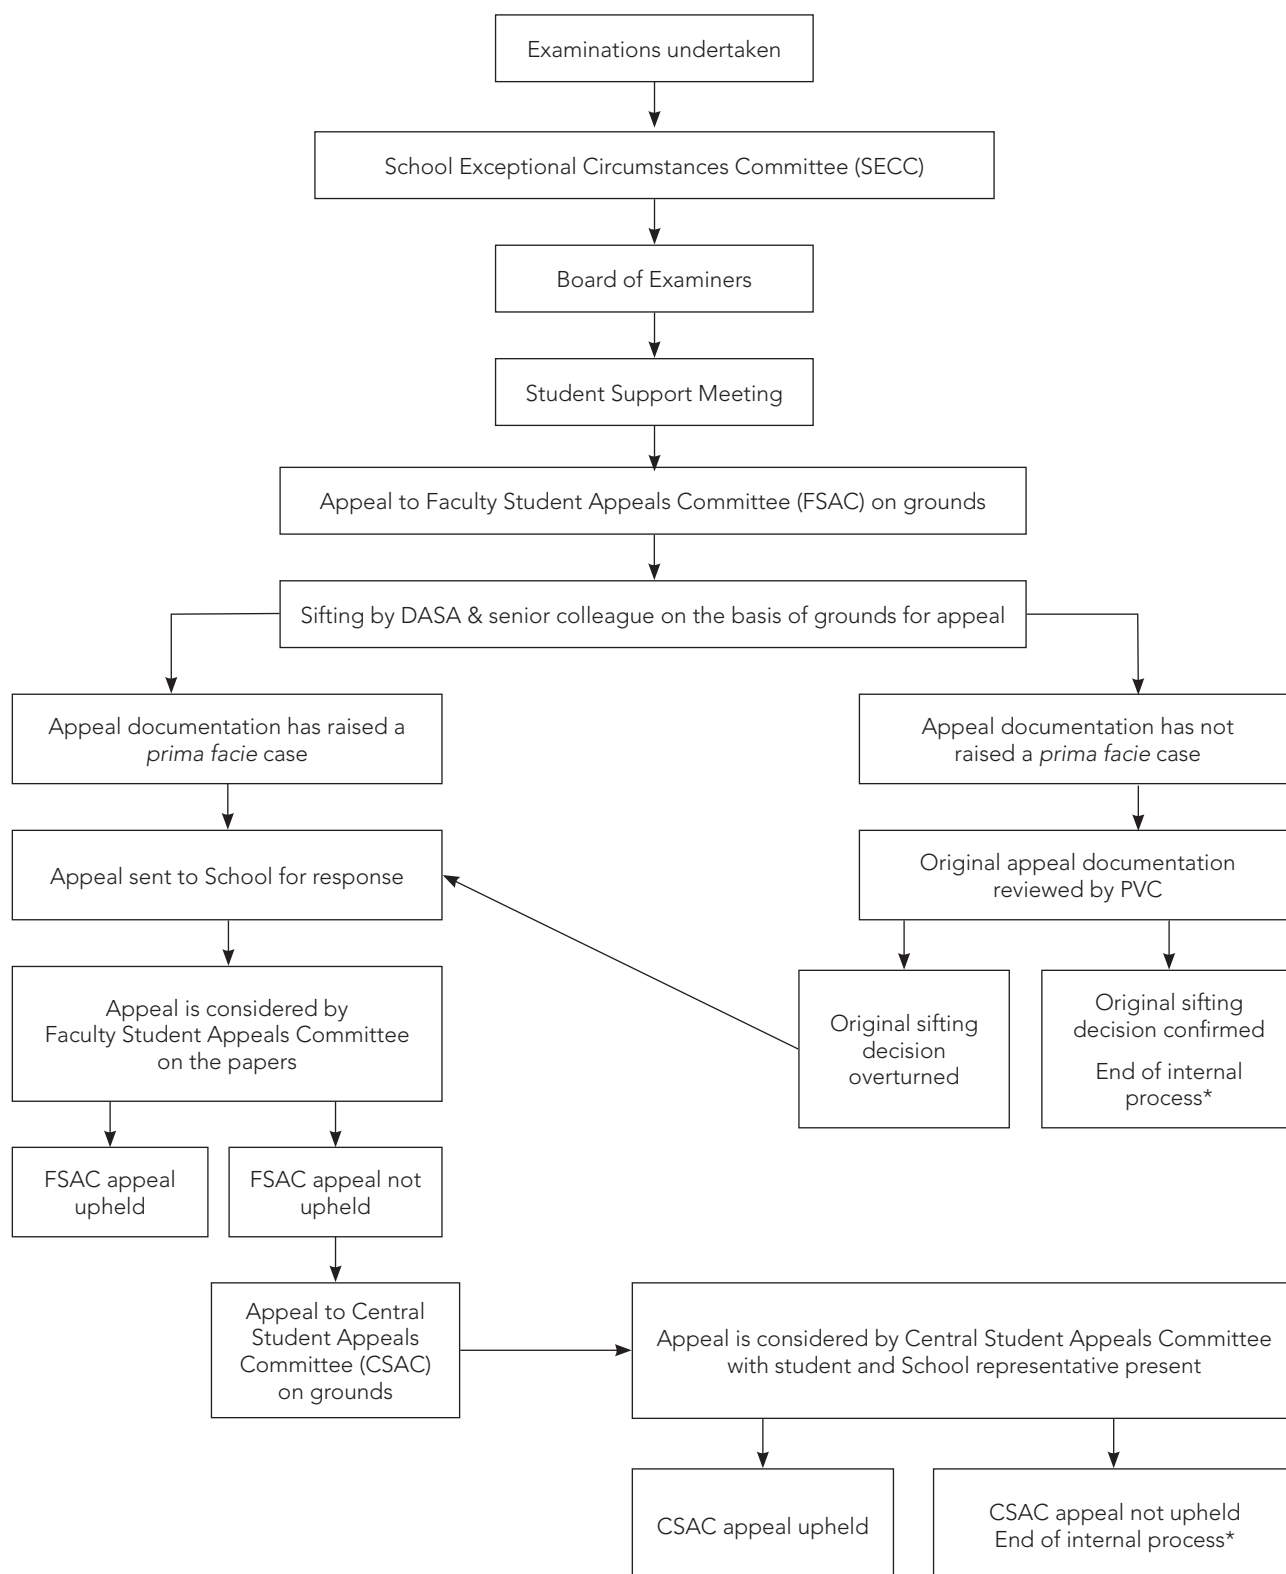 Examinations undertaken
School Exceptional Circumstances Committee (SECC)
Board of Examiners
Student Support Meeting
Appeal to Faculty Student Appeals Committee (FSAC) on grounds
Sifting by DASA & senior colleague on the basis of grounds for appeal
Appeal documentation has raised a
prima facie case
Appeal documentation has not
raised a prima facie case
Appeal sent to School for response
Original appeal documentation
reviewed by PVC
Appeal is considered by
Faculty Student Appeals Committee
on the papers
Original sifting
decision
overturned
Original sifting
decision confirmed
End of internal
process*
FSAC appeal
upheld
FSAC appeal not
upheld
Appeal to Central
Student Appeals
Committee (CSAC)
on grounds
Appeal is considered by Central Student Appeals Committee
with student and School representative present
CSAC appeal upheld
CSAC appeal not upheld
End of internal process*